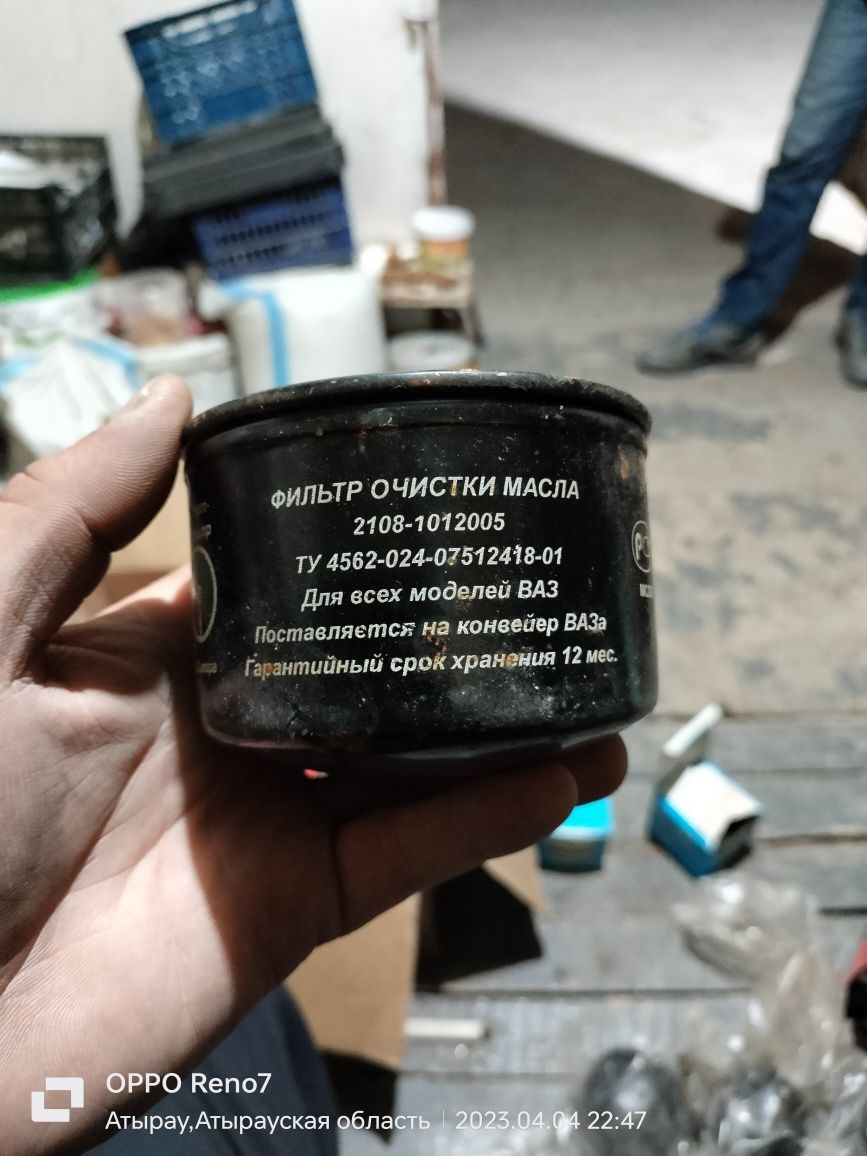 ФИЛЬТР ОЧИСТКИ МАСЛА
2108-1012005
ТУ 4562-024-07512418-01
Для всех моделей ВАЗ
Поставляется на конвейер ВАЗа
Гарантийный срок хранения 12 мес.
OPPO Reno7
Атырау,Атырауская область | 2023.04.04 22:47